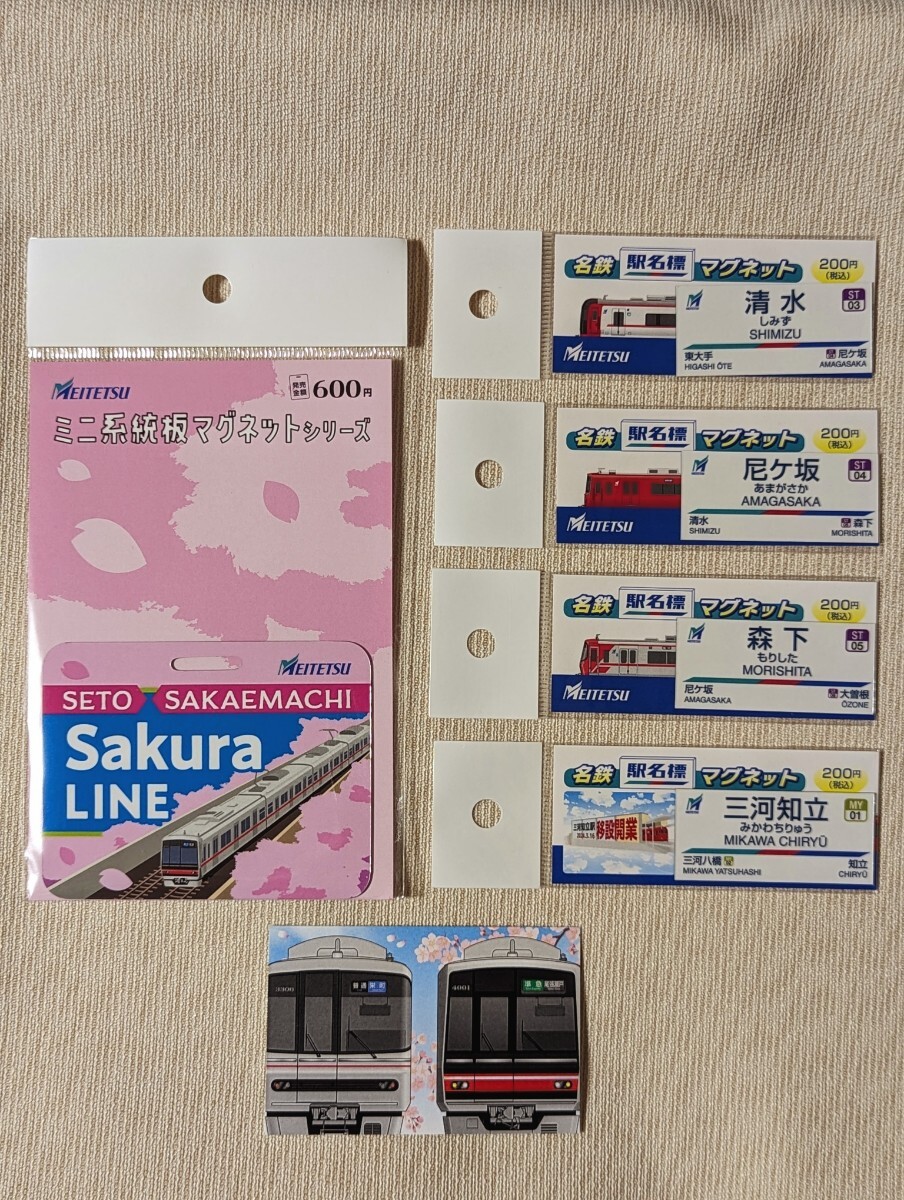 MEITETSU
発売金額 600円
ミニ系統板マグネットシリーズ
MEITETSU
SETO SAKAEMACHI
Sakura
LINE
名鉄 駅名標 マグネット 200円(税込)
清水 ST 03
しみず
SHIMIZU
東大手 尼ケ坂
HIGASHI ŌTE AMAGASAKA
MEITETSU
名鉄 駅名標 マグネット 200円(税込)
尼ケ坂 ST 04
あまがさか
AMAGASAKA
清水 森下
SHIMIZU MORISHITA
MEITETSU
名鉄 駅名標 マグネット 200円(税込)
森下 ST 05
もりした
MORISHITA
尼ケ坂 大曽根
AMAGASAKA ŌZONE
MEITETSU
名鉄 駅名標 マグネット 200円(税込)
三河知立 MY 01
みかわちりゅう
MIKAWA CHIRYŪ
三河八橋 知立
MIKAWA YATSUHASHI CHIRYŪ
三河知立駅
移設開業
3300 普通 栄町
4001 準急